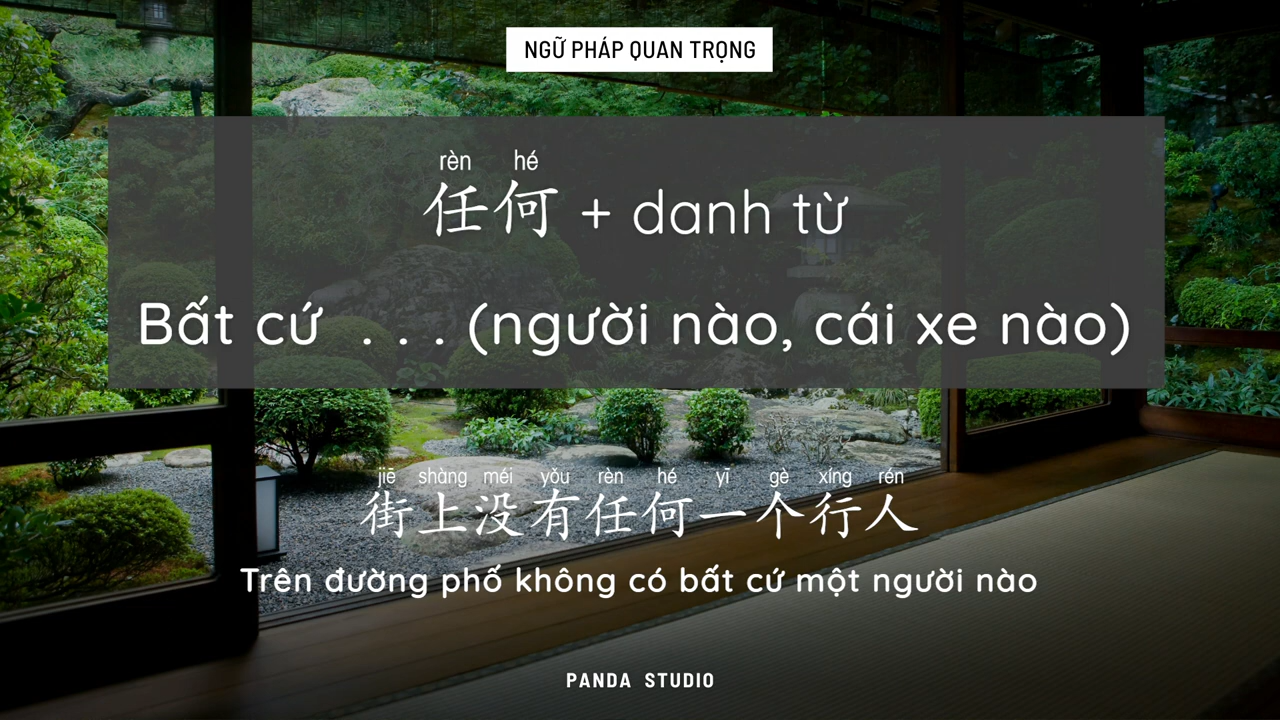 NGỮ PHÁP QUAN TRỌNG
rèn hé
任何 + danh từ
Bất cứ . . . (người nào, cái xe nào)
jiē shàng méi yǒu rèn hé yī gè xíng rén
街上没有任何一个行人
Trên đường phố không có bất cứ một người nào
PANDA STUDIO